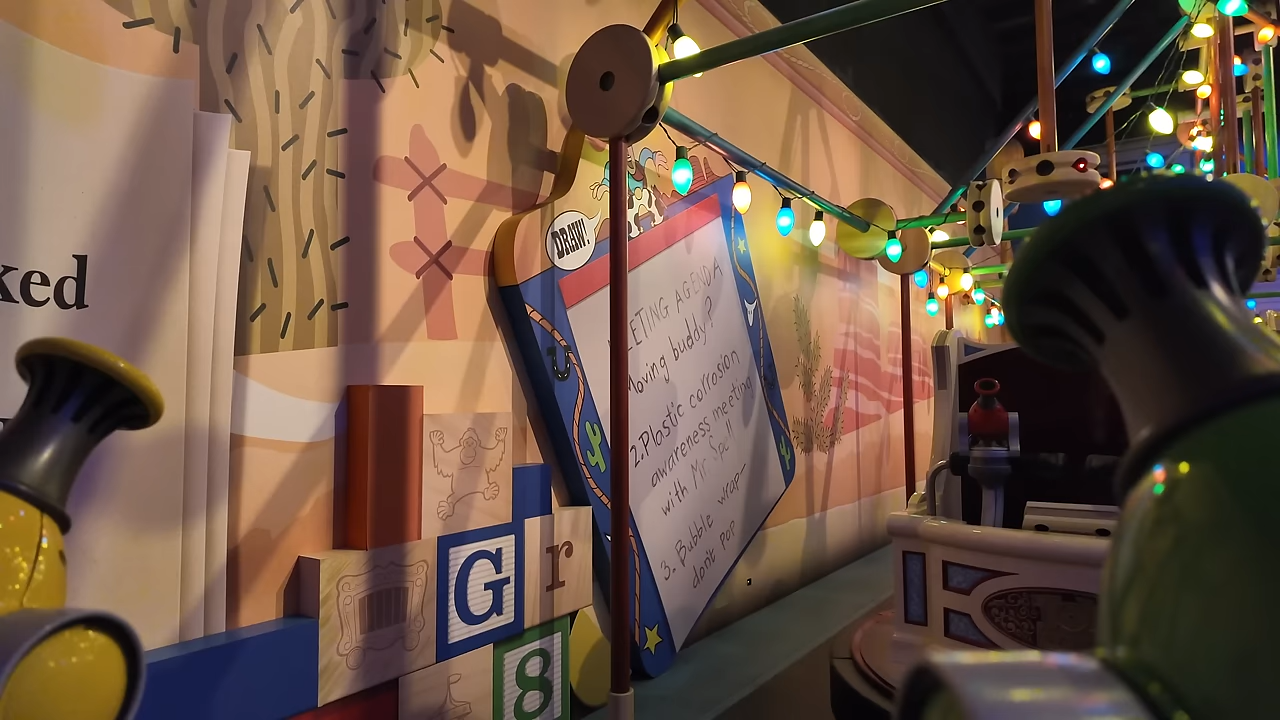 ked
DRAW!
EETING AGENDA
Moving buddy?
2. Plastic corrosion
awareness meeting
with Mr. Spell
3. Bubble wrap-
don't pop
G r
8